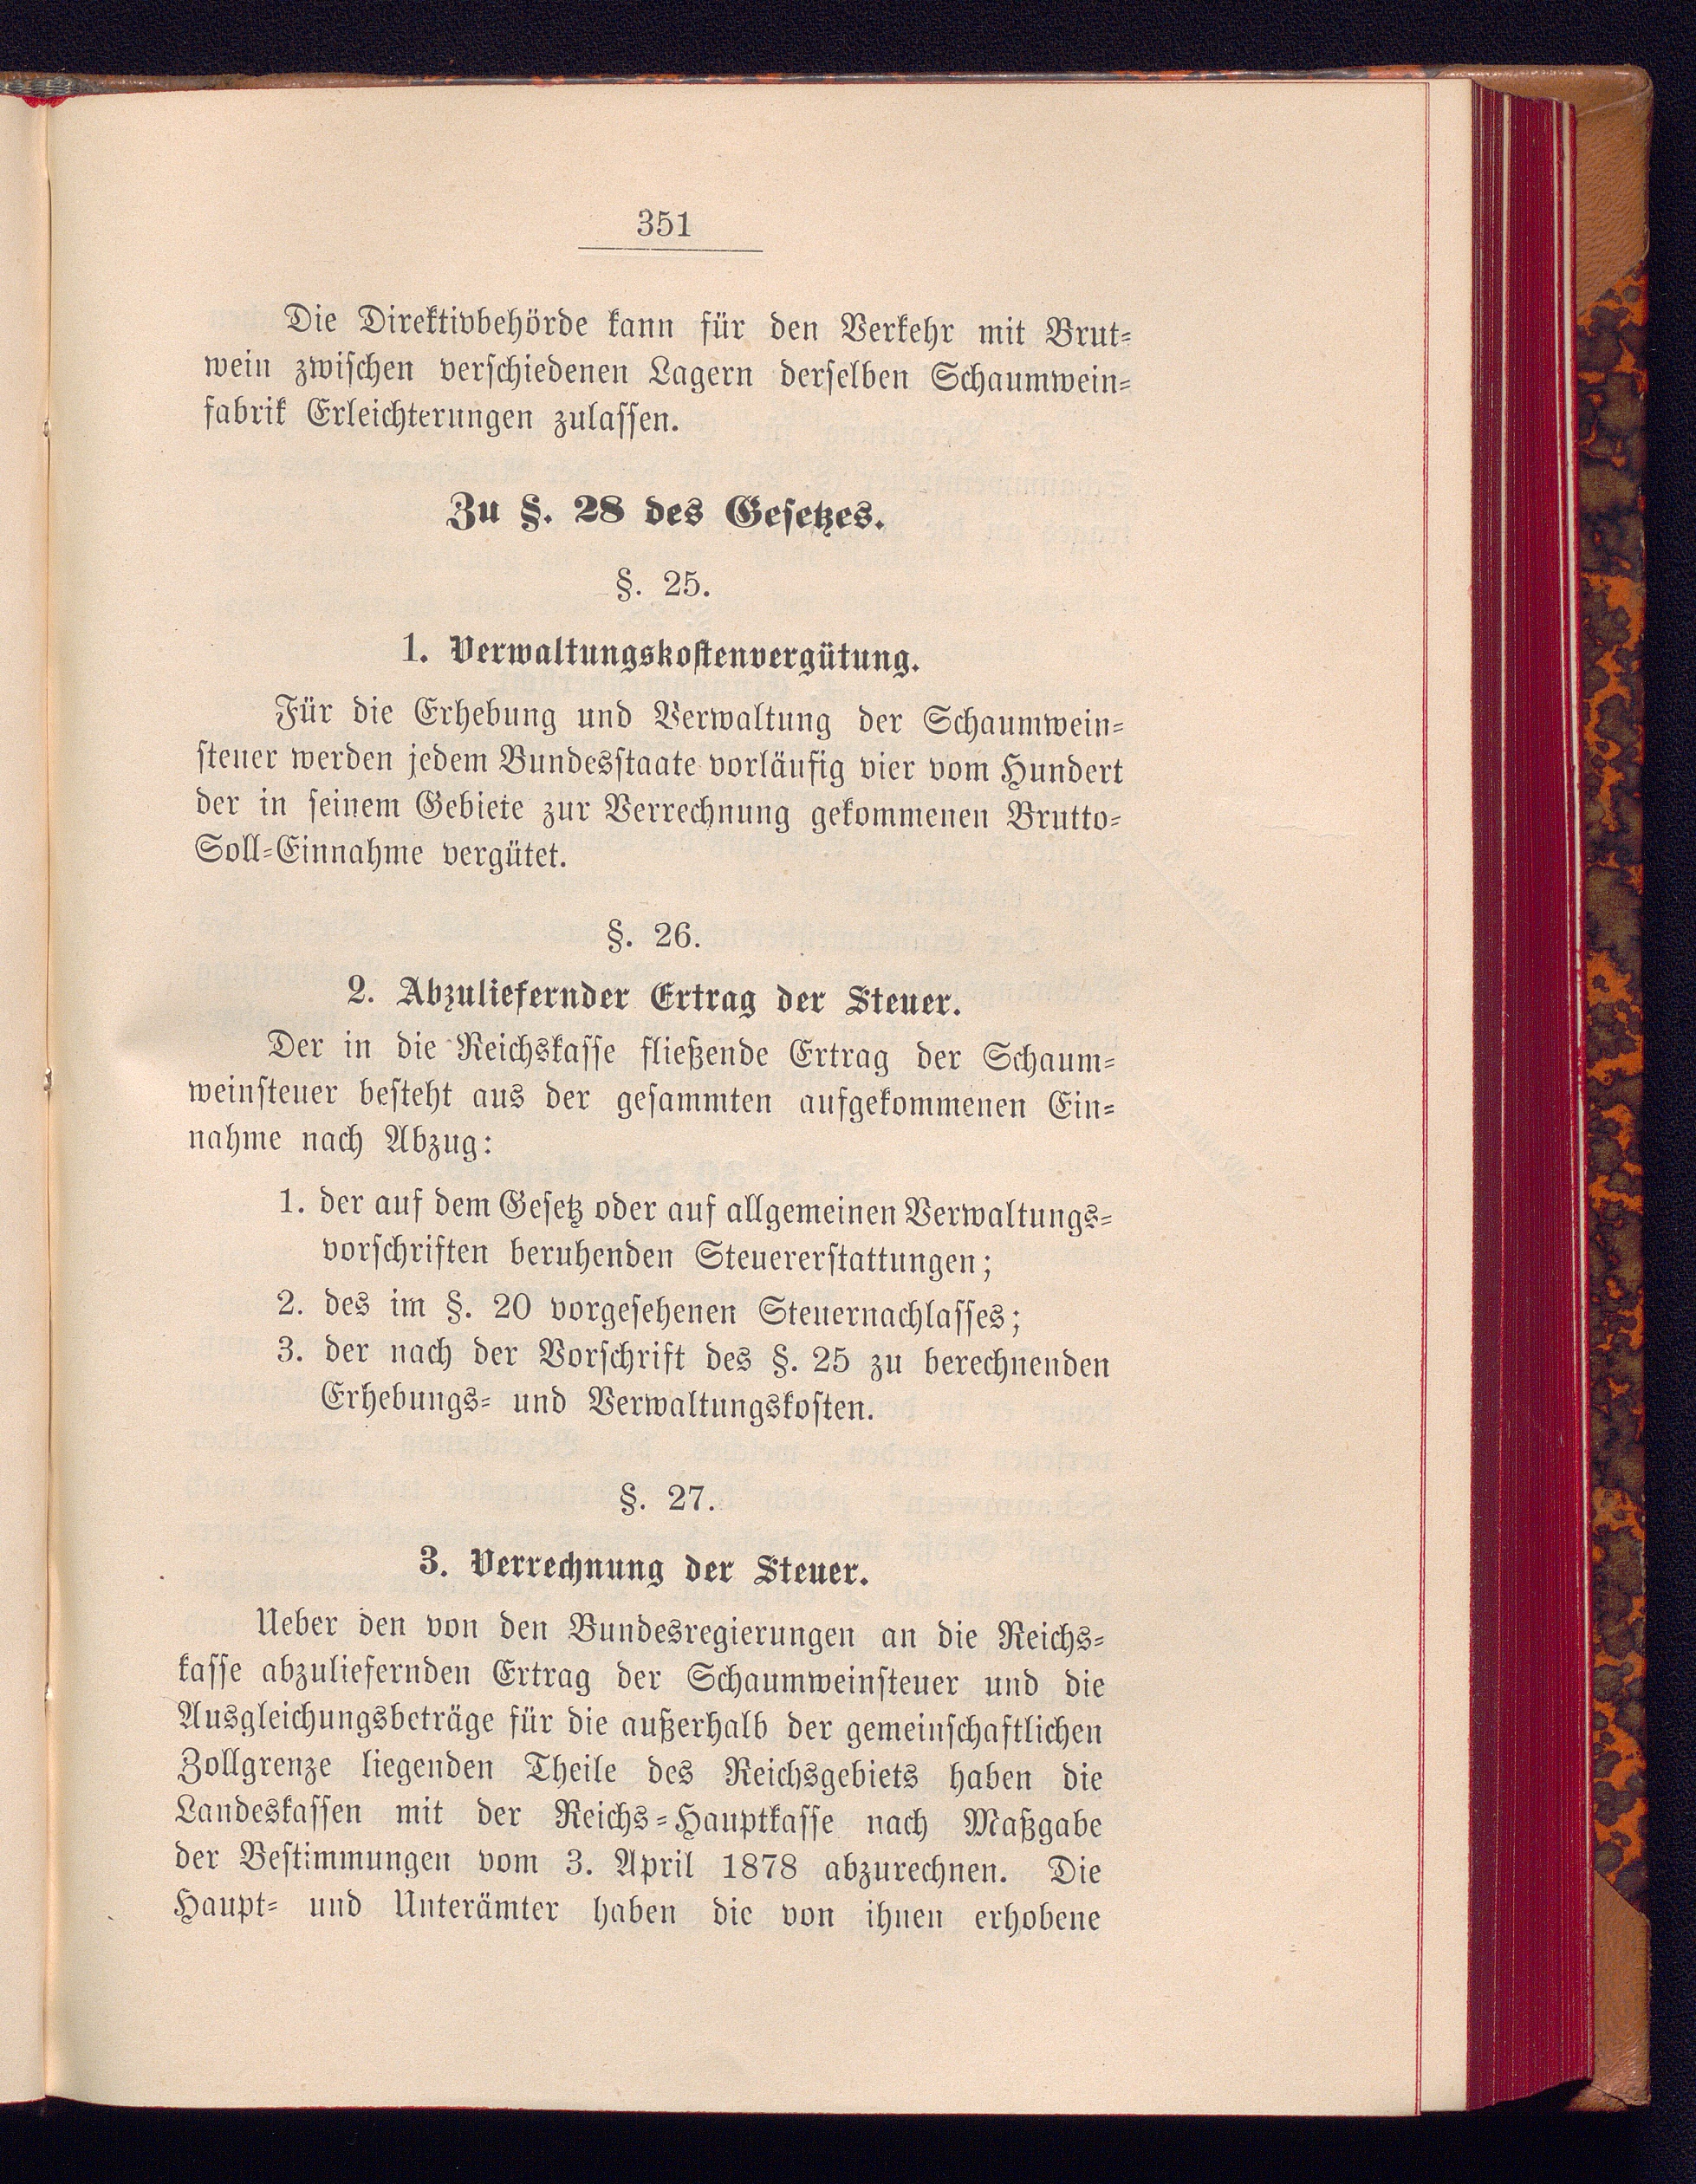 351
Die Direktivbehörde kann für den Verkehr mit Brut-
wein zwischen verschiedenen Lagern derselben Schaumwein-
fabrik Erleichterungen zulassen.
Zu §. 28 des Gesetzes.
§. 25.
1. Verwaltungskostenvergütung.
Für die Erhebung und Verwaltung der Schaumwein-
steuer werden jedem Bundesstaate vorläufig vier vom Hundert
der in seinem Gebiete zur Verrechnung gekommenen Brutto-
Soll-Einnahme vergütet.
§. 26.
2. Abzuliefernder Ertrag der Steuer.
Der in die Reichskasse fließende Ertrag der Schaum-
weinsteuer besteht aus der gesammten aufgekommenen Ein-
nahme nach Abzug:
1. der auf dem Gesetz oder auf allgemeinen Verwaltungs-
vorschriften beruhenden Steuererstattungen;
2. des im §. 20 vorgesehenen Steuernachlasses;
3. der nach der Vorschrift des §. 25 zu berechnenden
Erhebungs- und Verwaltungskosten.
§. 27.
3. Verrechnung der Steuer.
Ueber den von den Bundesregierungen an die Reichs-
kasse abzuliefernden Ertrag der Schaumweinsteuer und die
Ausgleichungsbeträge für die außerhalb der gemeinschaftlichen
Zollgrenze liegenden Theile des Reichsgebiets haben die
Landeskassen mit der Reichs-Hauptkasse nach Maßgabe
der Bestimmungen vom 3. April 1878 abzurechnen. Die
Haupt- und Unterämter haben die von ihnen erhobene